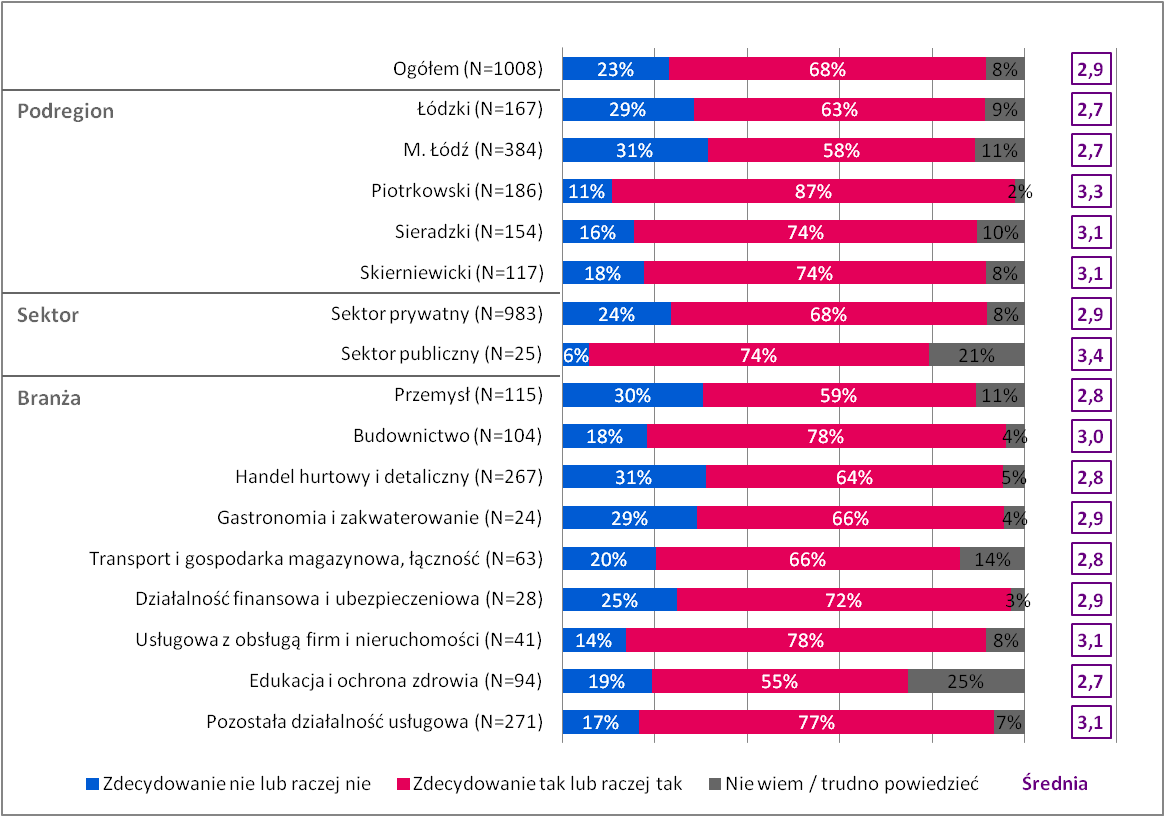 Ogółem (N=1008) 23% 68% 8% 2,9
Podregion
Łódzki (N=167) 29% 63% 9% 2,7
M. Łódź (N=384) 31% 58% 11% 2,7
Piotrkowski (N=186) 11% 87% 2% 3,3
Sieradzki (N=154) 16% 74% 10% 3,1
Skierniewicki (N=117) 18% 74% 8% 3,1
Sektor
Sektor prywatny (N=983) 24% 68% 8% 2,9
Sektor publiczny (N=25) 6% 74% 21% 3,4
Branża
Przemysł (N=115) 30% 59% 11% 2,8
Budownictwo (N=104) 18% 78% 4% 3,0
Handel hurtowy i detaliczny (N=267) 31% 64% 5% 2,8
Gastronomia i zakwaterowanie (N=24) 29% 66% 4% 2,9
Transport i gospodarka magazynowa, łączność (N=63) 20% 66% 14% 2,8
Działalność finansowa i ubezpieczeniowa (N=28) 25% 72% 3% 2,9
Usługowa z obsługą firm i nieruchomości (N=41) 14% 78% 8% 3,1
Edukacja i ochrona zdrowia (N=94) 19% 55% 25% 2,7
Pozostała działalność usługowa (N=271) 17% 77% 7% 3,1
Zdecydowanie nie lub raczej nie Zdecydowanie tak lub raczej tak Nie wiem / trudno powiedzieć Średnia